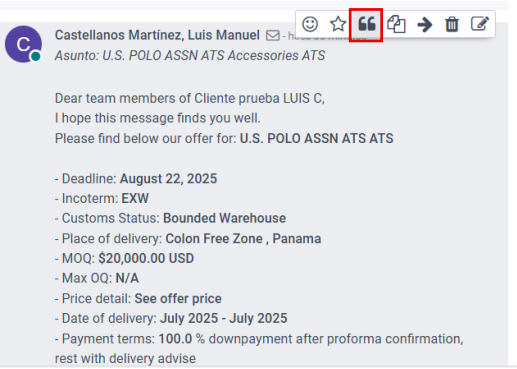 C
Castellanos Martínez, Luis Manuel - h
Asunto: U.S. POLO ASSN ATS Accessories ATS
Dear team members of Cliente prueba LUIS C,
I hope this message finds you well.
Please find below our offer for: U.S. POLO ASSN ATS ATS
- Deadline: August 22, 2025
- Incoterm: EXW
- Customs Status: Bounded Warehouse
- Place of delivery: Colon Free Zone , Panama
- MOQ: $20,000.00 USD
- Max OQ: N/A
- Price detail: See offer price
- Date of delivery: July 2025 - July 2025
- Payment terms: 100.0 % downpayment after proforma confirmation,
rest with delivery advise